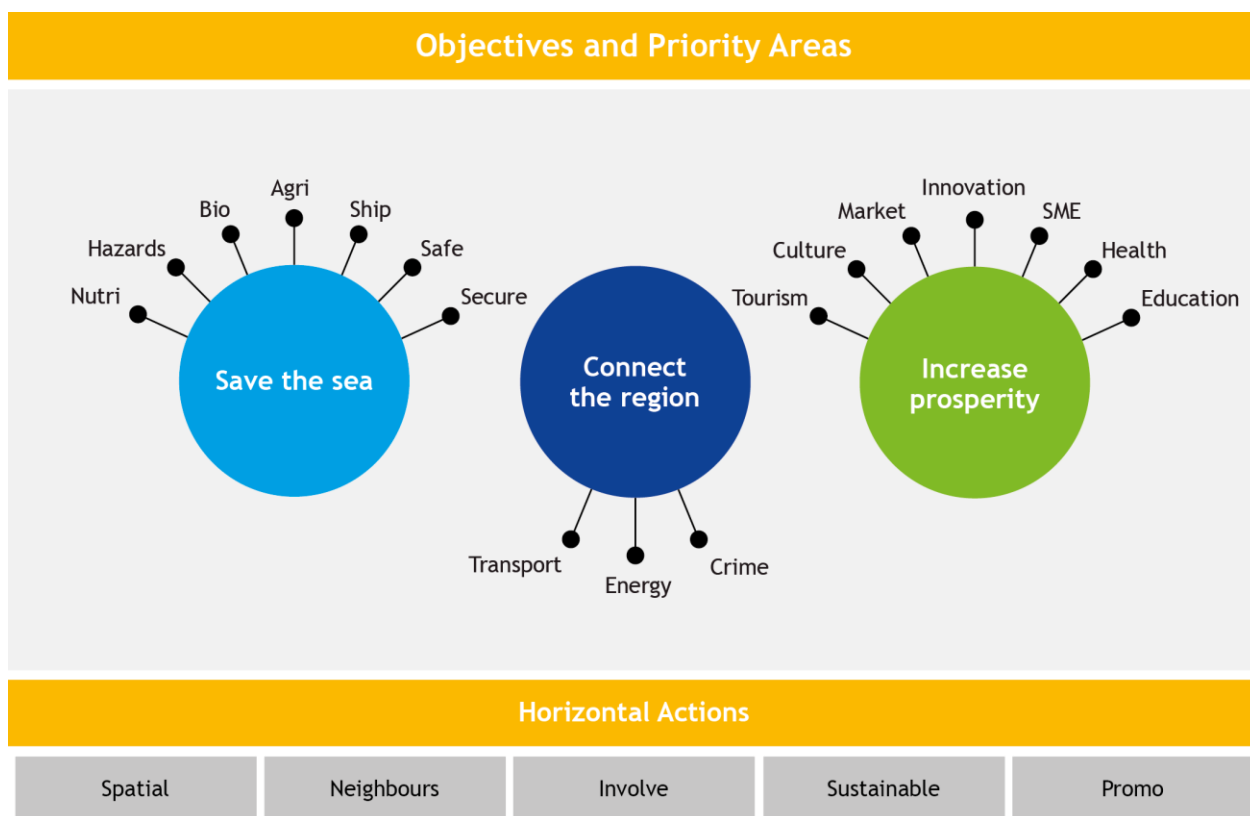 Objectives and Priority Areas
Nutri
Hazards
Bio
Agri
Ship
Safe
Secure
Save the sea
Connect
the region
Transport
Energy
Crime
Tourism
Culture
Market
Innovation
SME
Health
Education
Increase
prosperity
Horizontal Actions
Spatial
Neighbours
Involve
Sustainable
Promo